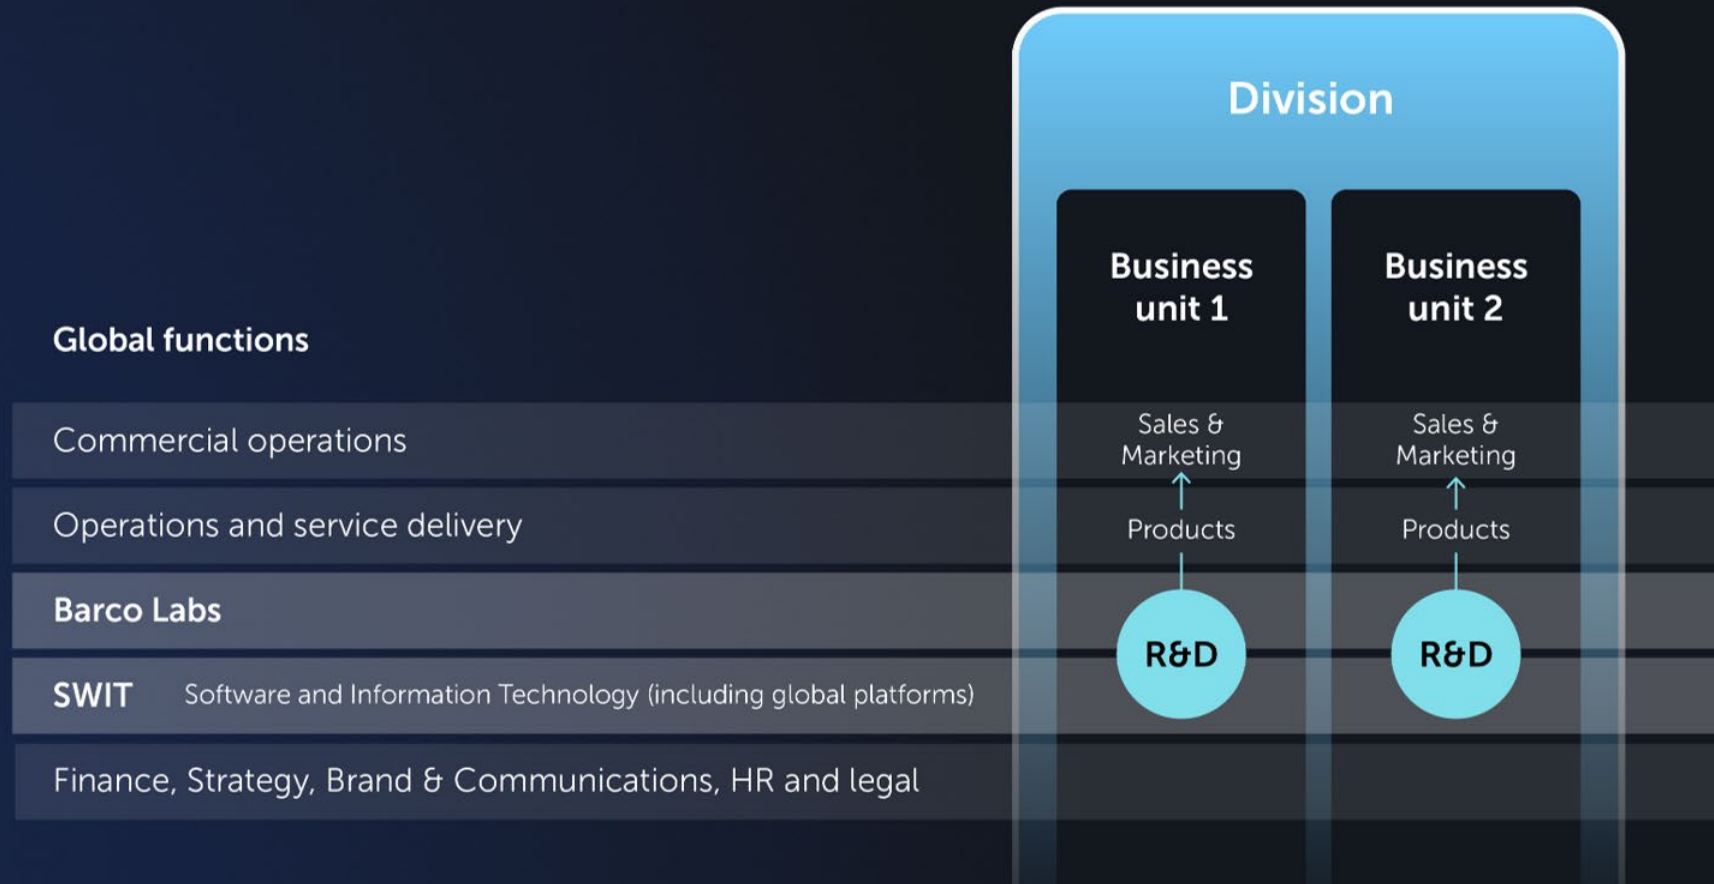 Division
Business
unit 1
Business
unit 2
Global functions
Commercial operations
Sales &
Marketing
Sales &
Marketing
Operations and service delivery
Products
Products
Barco Labs
R&D
R&D
SWIT Software and Information Technology (including global platforms)
Finance, Strategy, Brand & Communications, HR and legal